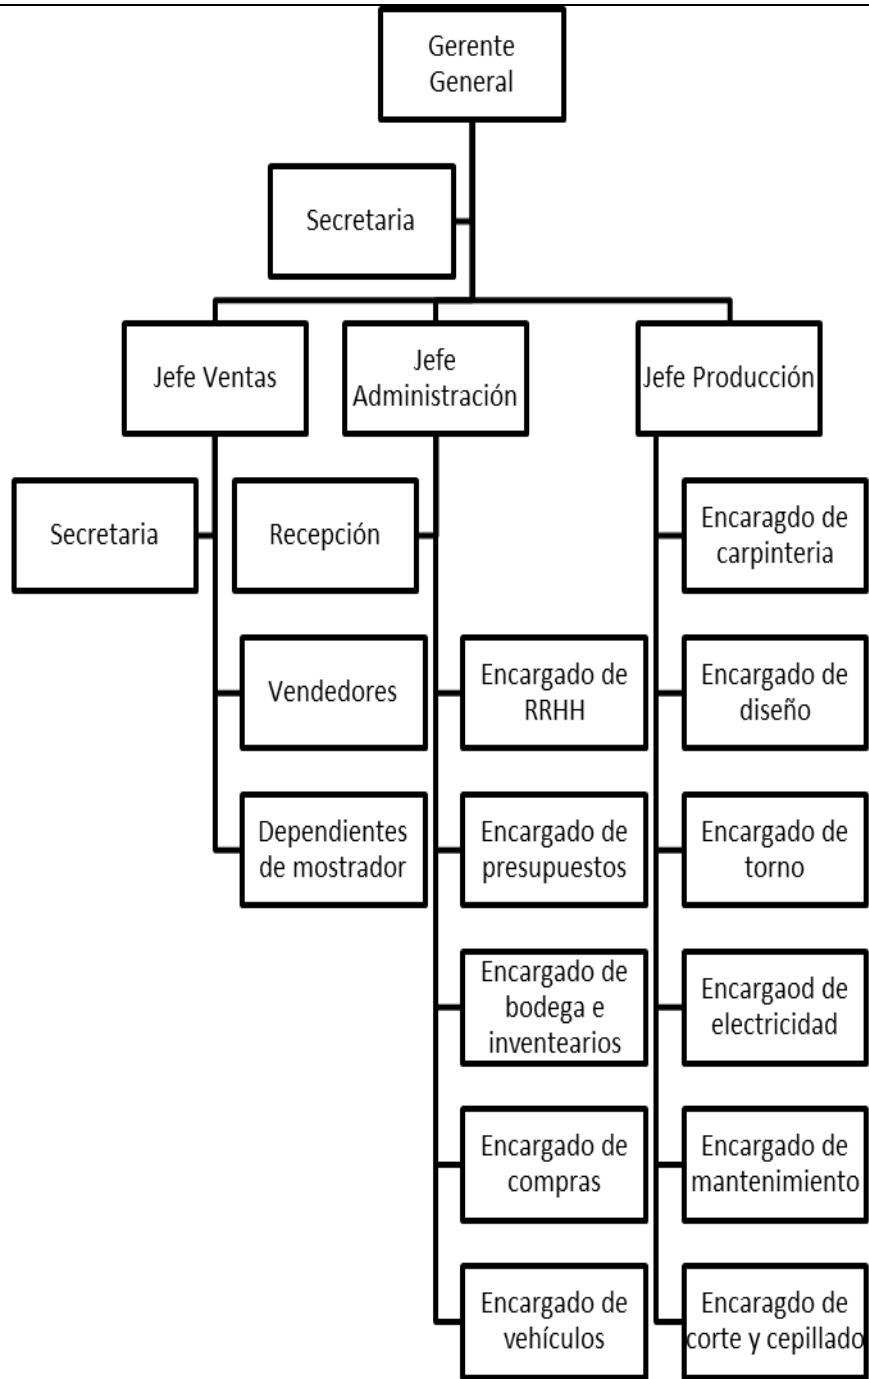 Gerente
General
Secretaria
Jefe Ventas
Jefe
Administración
Jefe Producción
Secretaria
Recepción
Encaragdo de
carpinteria
Vendedores
Encargado de
RRHH
Encargado de
diseño
Dependientes
de mostrador
Encargado de
presupuestos
Encargado de
torno
Encargado de
bodega e
inventearios
Encargaod de
electricidad
Encargado de
compras
Encargado de
mantenimiento
Encargado de
vehículos
Encaragdo de
corte y cepillado